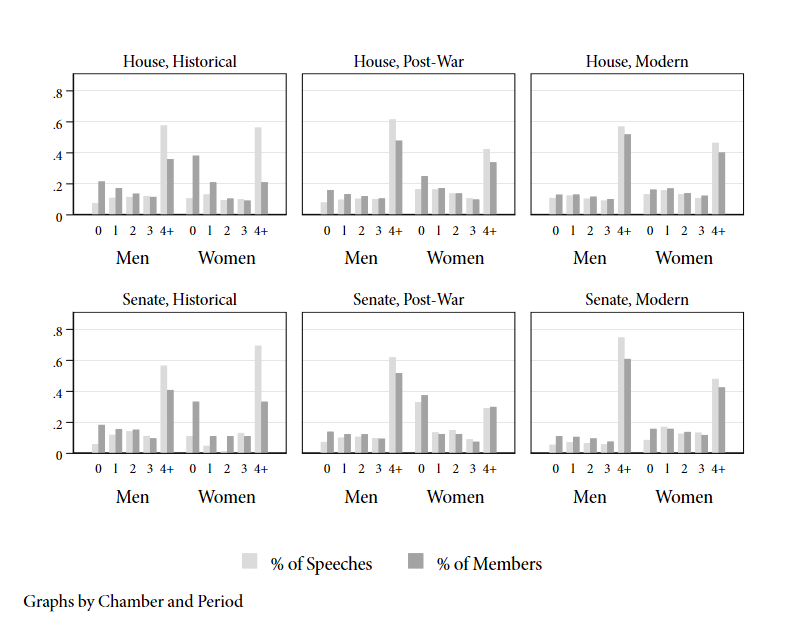 House, Historical House, Post-War House, Modern
.8
.6
.4
.2
0
0 1 2 3 4+ 0 1 2 3 4+ 0 1 2 3 4+ 0 1 2 3 4+ 0 1 2 3 4+ 0 1 2 3 4+
Men Women Men Women Men Women
Senate, Historical Senate, Post-War Senate, Modern
.8
.6
.4
.2
0
0 1 2 3 4+ 0 1 2 3 4+ 0 1 2 3 4+ 0 1 2 3 4+ 0 1 2 3 4+ 0 1 2 3 4+
Men Women Men Women Men Women
% of Speeches % of Members
Graphs by Chamber and Period